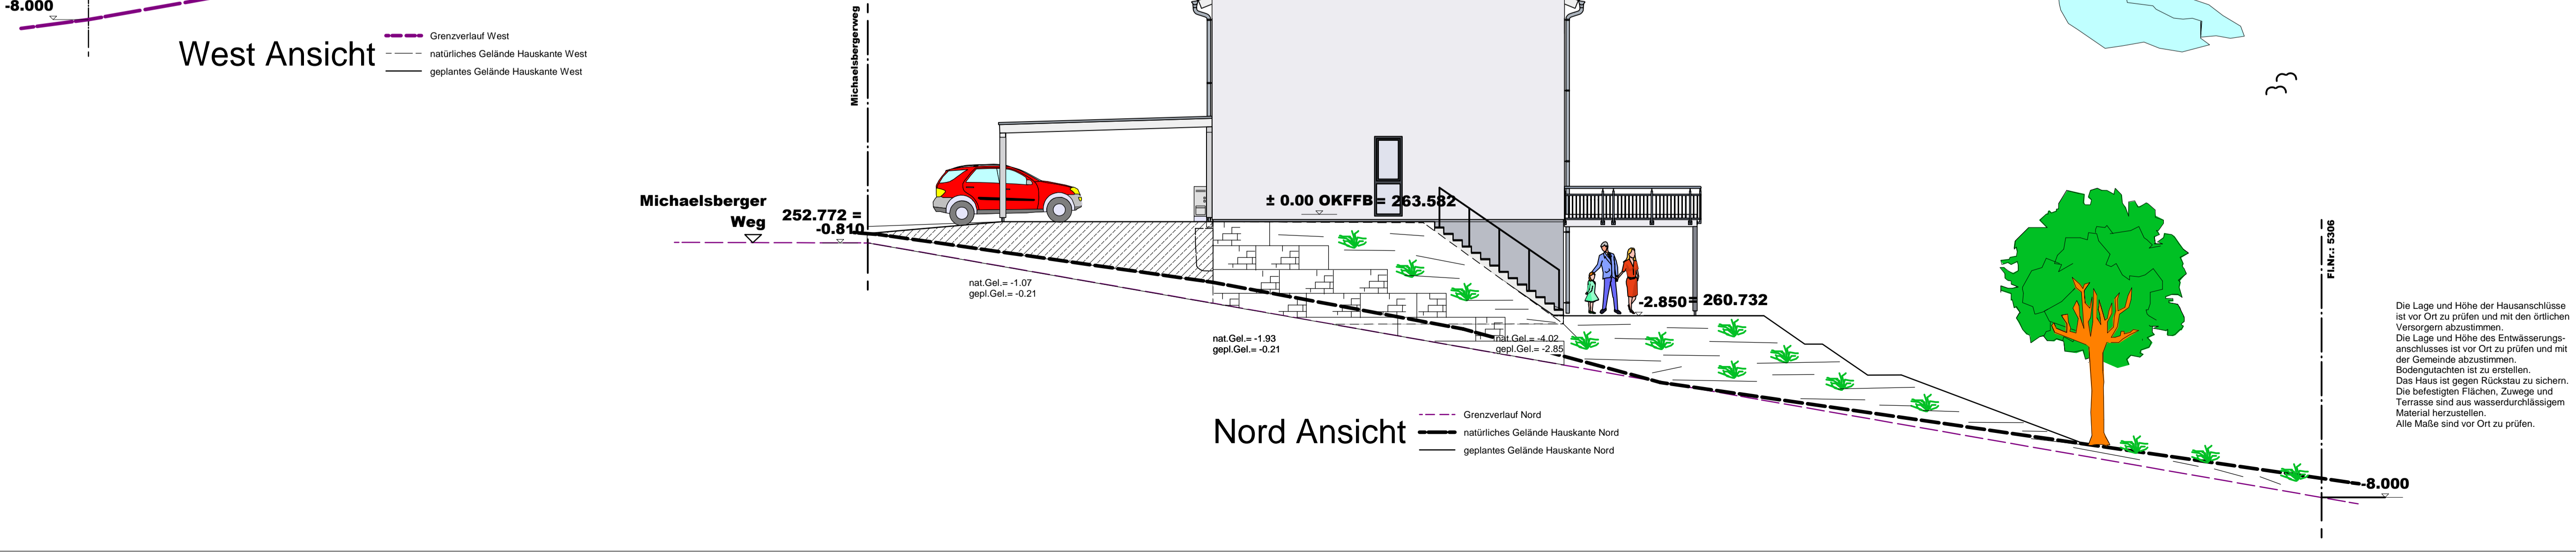 -8.000
West Ansicht
Grenzverlauf West
natürliches Gelände Hauskante West
geplantes Gelände Hauskante West
Michaelsbergerweg
Michaelsberger
Weg
252.772 =
-0.810
± 0.00 OKFFB = 263.582
nat.Gel.= -1.07
gepl.Gel.= -0.21
nat.Gel.= -1.93
gepl.Gel.= -0.21
nat.Gel.= -4.02
gepl.Gel.= -2.85
-2.850 = 260.732
Nord Ansicht
Grenzverlauf Nord
natürliches Gelände Hauskante Nord
geplantes Gelände Hauskante Nord
Fl.Nr.: 5306
-8.000
Die Lage und Höhe der Hausanschlüsse
ist vor Ort zu prüfen und mit den örtlichen
Versorgern abzustimmen.
Die Lage und Höhe des Entwässerungs-
anschlusses ist vor Ort zu prüfen und mit
der Gemeinde abzustimmen.
Bodengutachten ist zu erstellen.
Das Haus ist gegen Rückstau zu sichern.
Die befestigten Flächen, Zuwege und
Terrasse sind aus wasserdurchlässigem
Material herzustellen.
Alle Maße sind vor Ort zu prüfen.